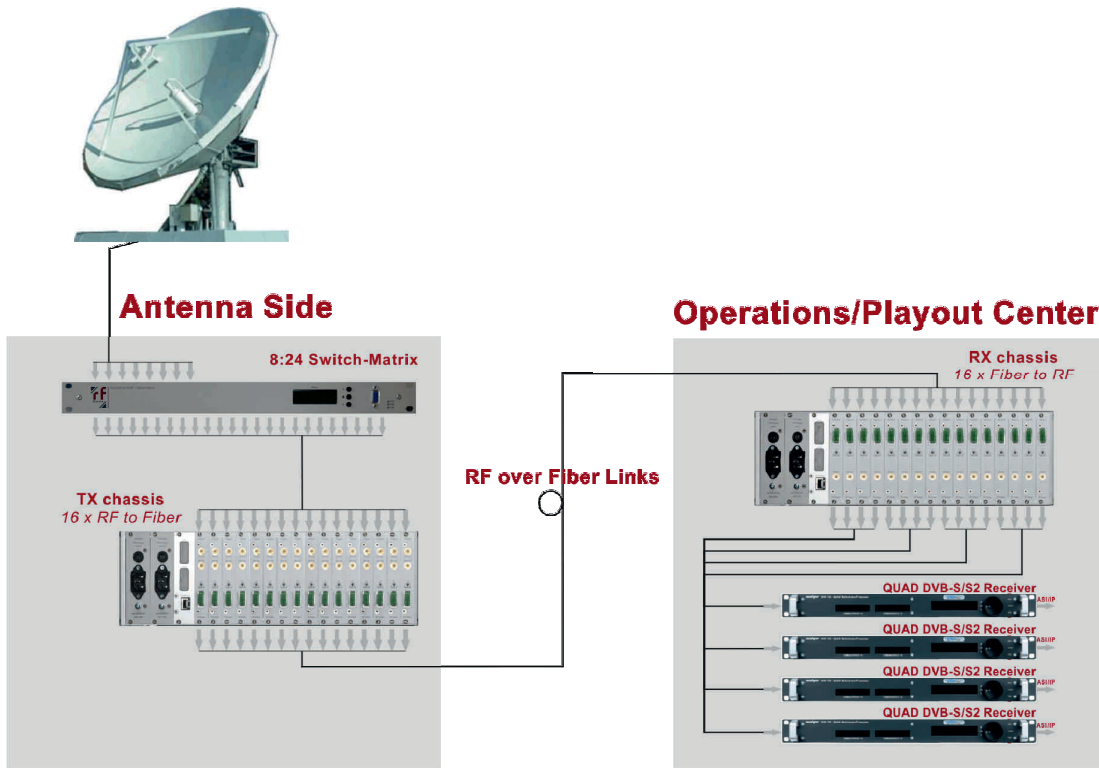 Antenna Side
8:24 Switch-Matrix
rf
TX chassis
16 x RF to Fiber
RF over Fiber Links
Operations/Playout Center
RX chassis
16 x Fiber to RF
QUAD DVB-S/S2 Receiver
ASI/IP
QUAD DVB-S/S2 Receiver
ASI/IP
QUAD DVB-S/S2 Receiver
ASI/IP
QUAD DVB-S/S2 Receiver
ASI/IP